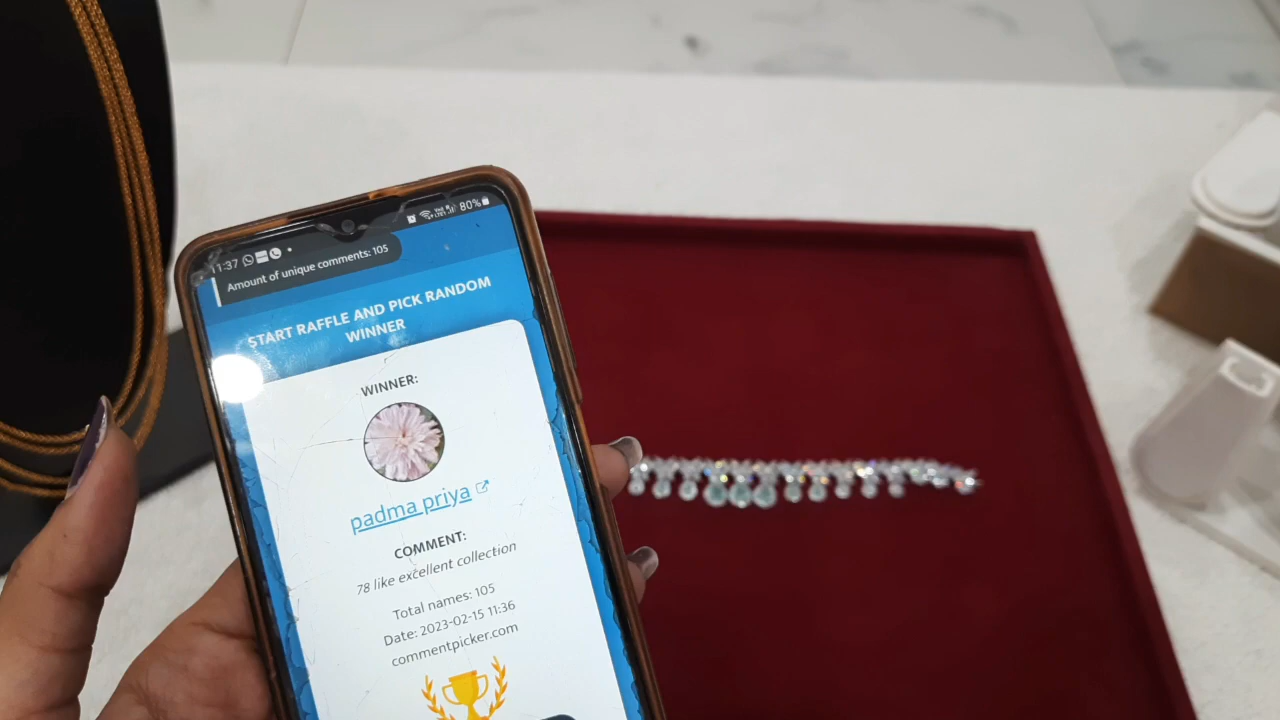 11:37
80%
Amount of unique comments: 105
START RAFFLE AND PICK RANDOM
WINNER
WINNER:
padma priya
COMMENT:
78 like excellent collection
Total names: 105
Date: 2023-02-15 11:36
commentpicker.com